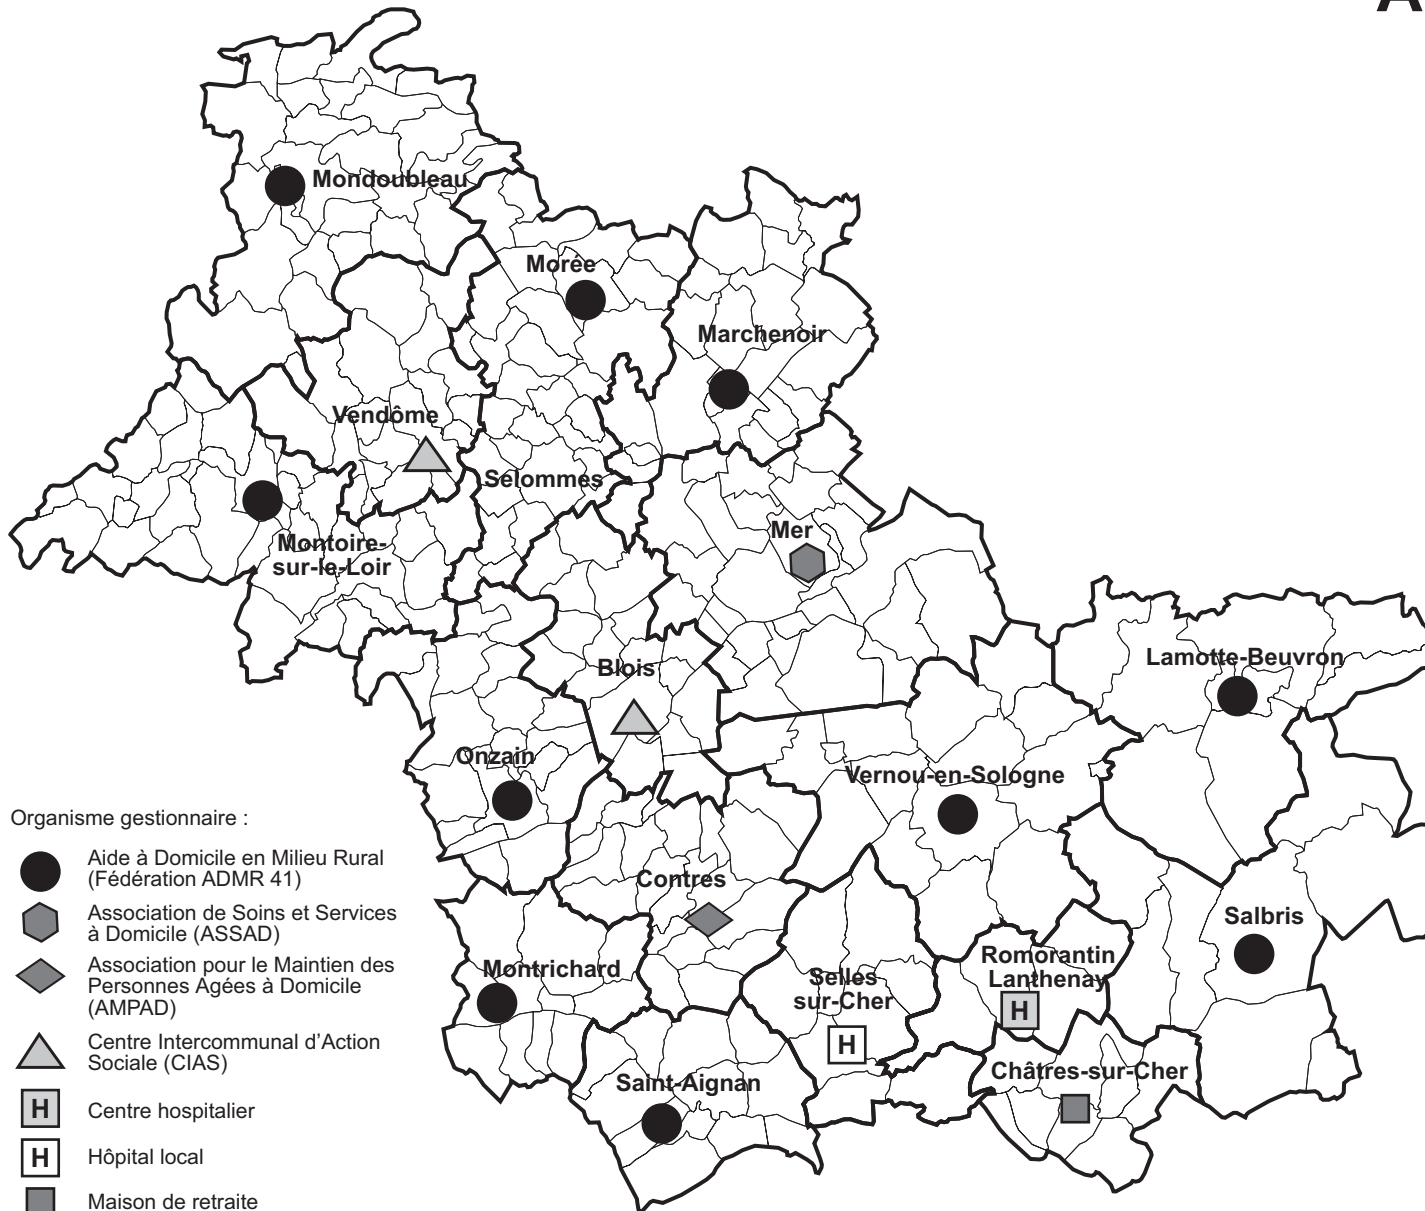 A
Mondoubleau
Morée
Marchenoir
Vendôme
Selommes
Mer
Montoire-
sur-le-Loir
Blois
Lamotte-Beuvron
Onzain
Vernou-en-Sologne
Contres
Salbris
Romorantin
Lanthenay
H
Montrichard
Selles
sur-Cher
H
Châtres-sur-Cher
Saint-Aignan
Organisme gestionnaire :
Aide à Domicile en Milieu Rural
(Fédération ADMR 41)
Association de Soins et Services
à Domicile (ASSAD)
Association pour le Maintien des
Personnes Agées à Domicile
(AMPAD)
Centre Intercommunal d'Action
Sociale (CIAS)
H Centre hospitalier
H Hôpital local
Maison de retraite